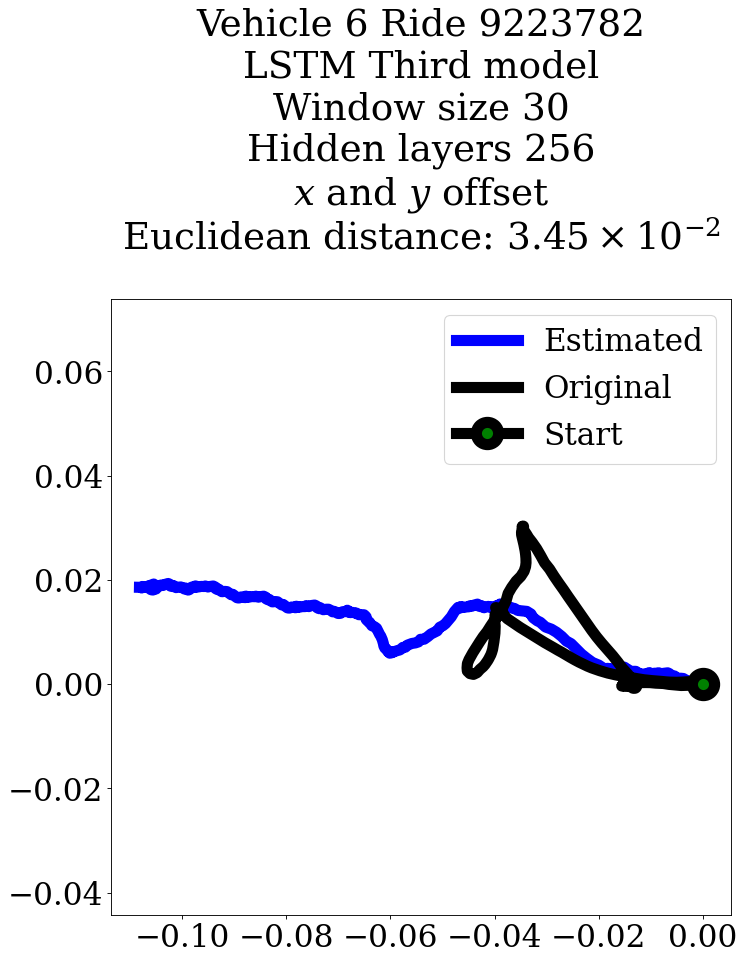 Vehicle 6 Ride 9223782
LSTM Third model
Window size 30
Hidden layers 256
x and y offset
Euclidean distance: 3.45 × 10⁻²
Estimated
Original
Start
0.06
0.04
0.02
0.00
−0.02
−0.04
−0.10 −0.08 −0.06 −0.04 −0.02 0.00